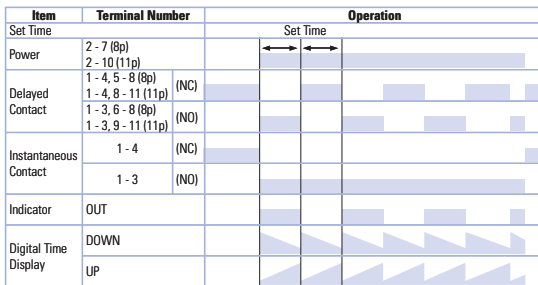 Item Terminal Number Operation
Set Time Set Time
Power 2 - 7 (8p)
2 - 10 (11p)
Delayed Contact 1 - 4, 5 - 8 (8p)
1 - 4, 8 - 11 (11p) (NC)
1 - 3, 6 - 8 (8p)
1 - 3, 9 - 11 (11p) (NO)
Instantaneous Contact 1 - 4 (NC)
1 - 3 (NO)
Indicator OUT
Digital Time Display DOWN
UP